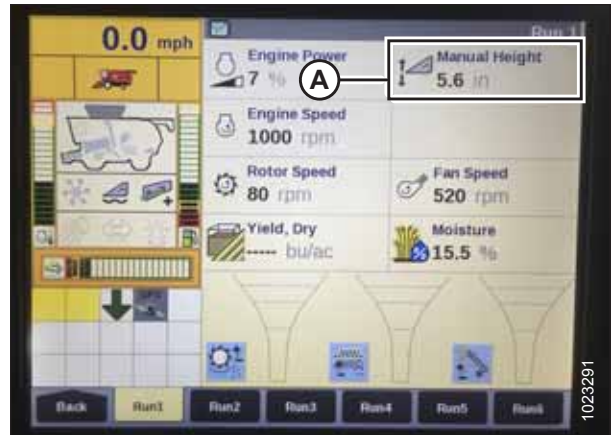 0.0 mph
Run 1
Engine Power
7 %
A
Manual Height
5.6 in
Engine Speed
1000 rpm
Rotor Speed
80 rpm
Fan Speed
520 rpm
Yield, Dry
----- bu/ac
Moisture
15.5 %
Back
Run1
Run2
Run3
Run4
Run5
Run6
1023291